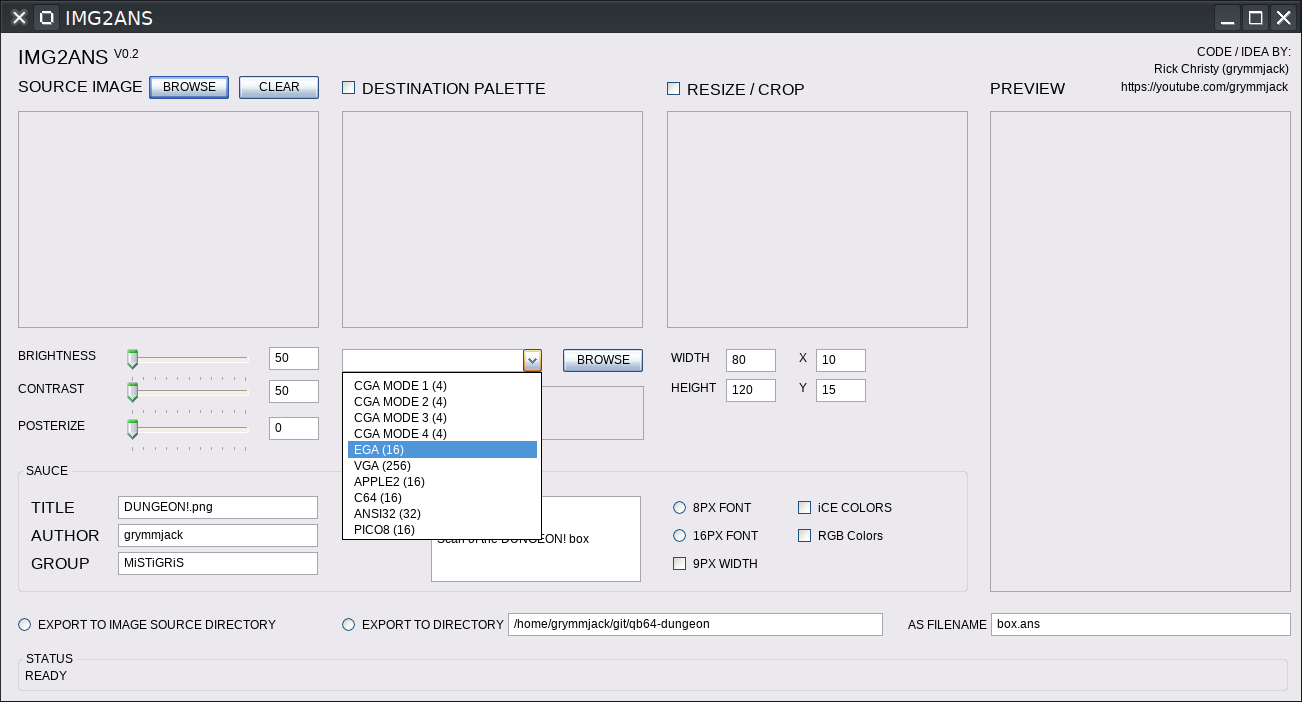 IMG2ANS
IMG2ANS V0.2
CODE / IDEA BY:
Rick Christy (grymmjack)
https://youtube.com/grymmjack
SOURCE IMAGE BROWSE CLEAR
DESTINATION PALETTE
RESIZE / CROP
PREVIEW
BRIGHTNESS 50
CONTRAST 50
POSTERIZE 0
BROWSE
CGA MODE 1 (4)
CGA MODE 2 (4)
CGA MODE 3 (4)
CGA MODE 4 (4)
EGA (16)
VGA (256)
APPLE2 (16)
C64 (16)
ANSI32 (32)
PICO8 (16)
WIDTH 80 X 10
HEIGHT 120 Y 15
SAUCE
TITLE DUNGEON!.png
AUTHOR grymmjack
GROUP MiSTiGRiS
Scan of the DUNGEON! box
8PX FONT iCE COLORS
16PX FONT RGB Colors
9PX WIDTH
EXPORT TO IMAGE SOURCE DIRECTORY EXPORT TO DIRECTORY /home/grymmjack/git/qb64-dungeon AS FILENAME box.ans
STATUS
READY